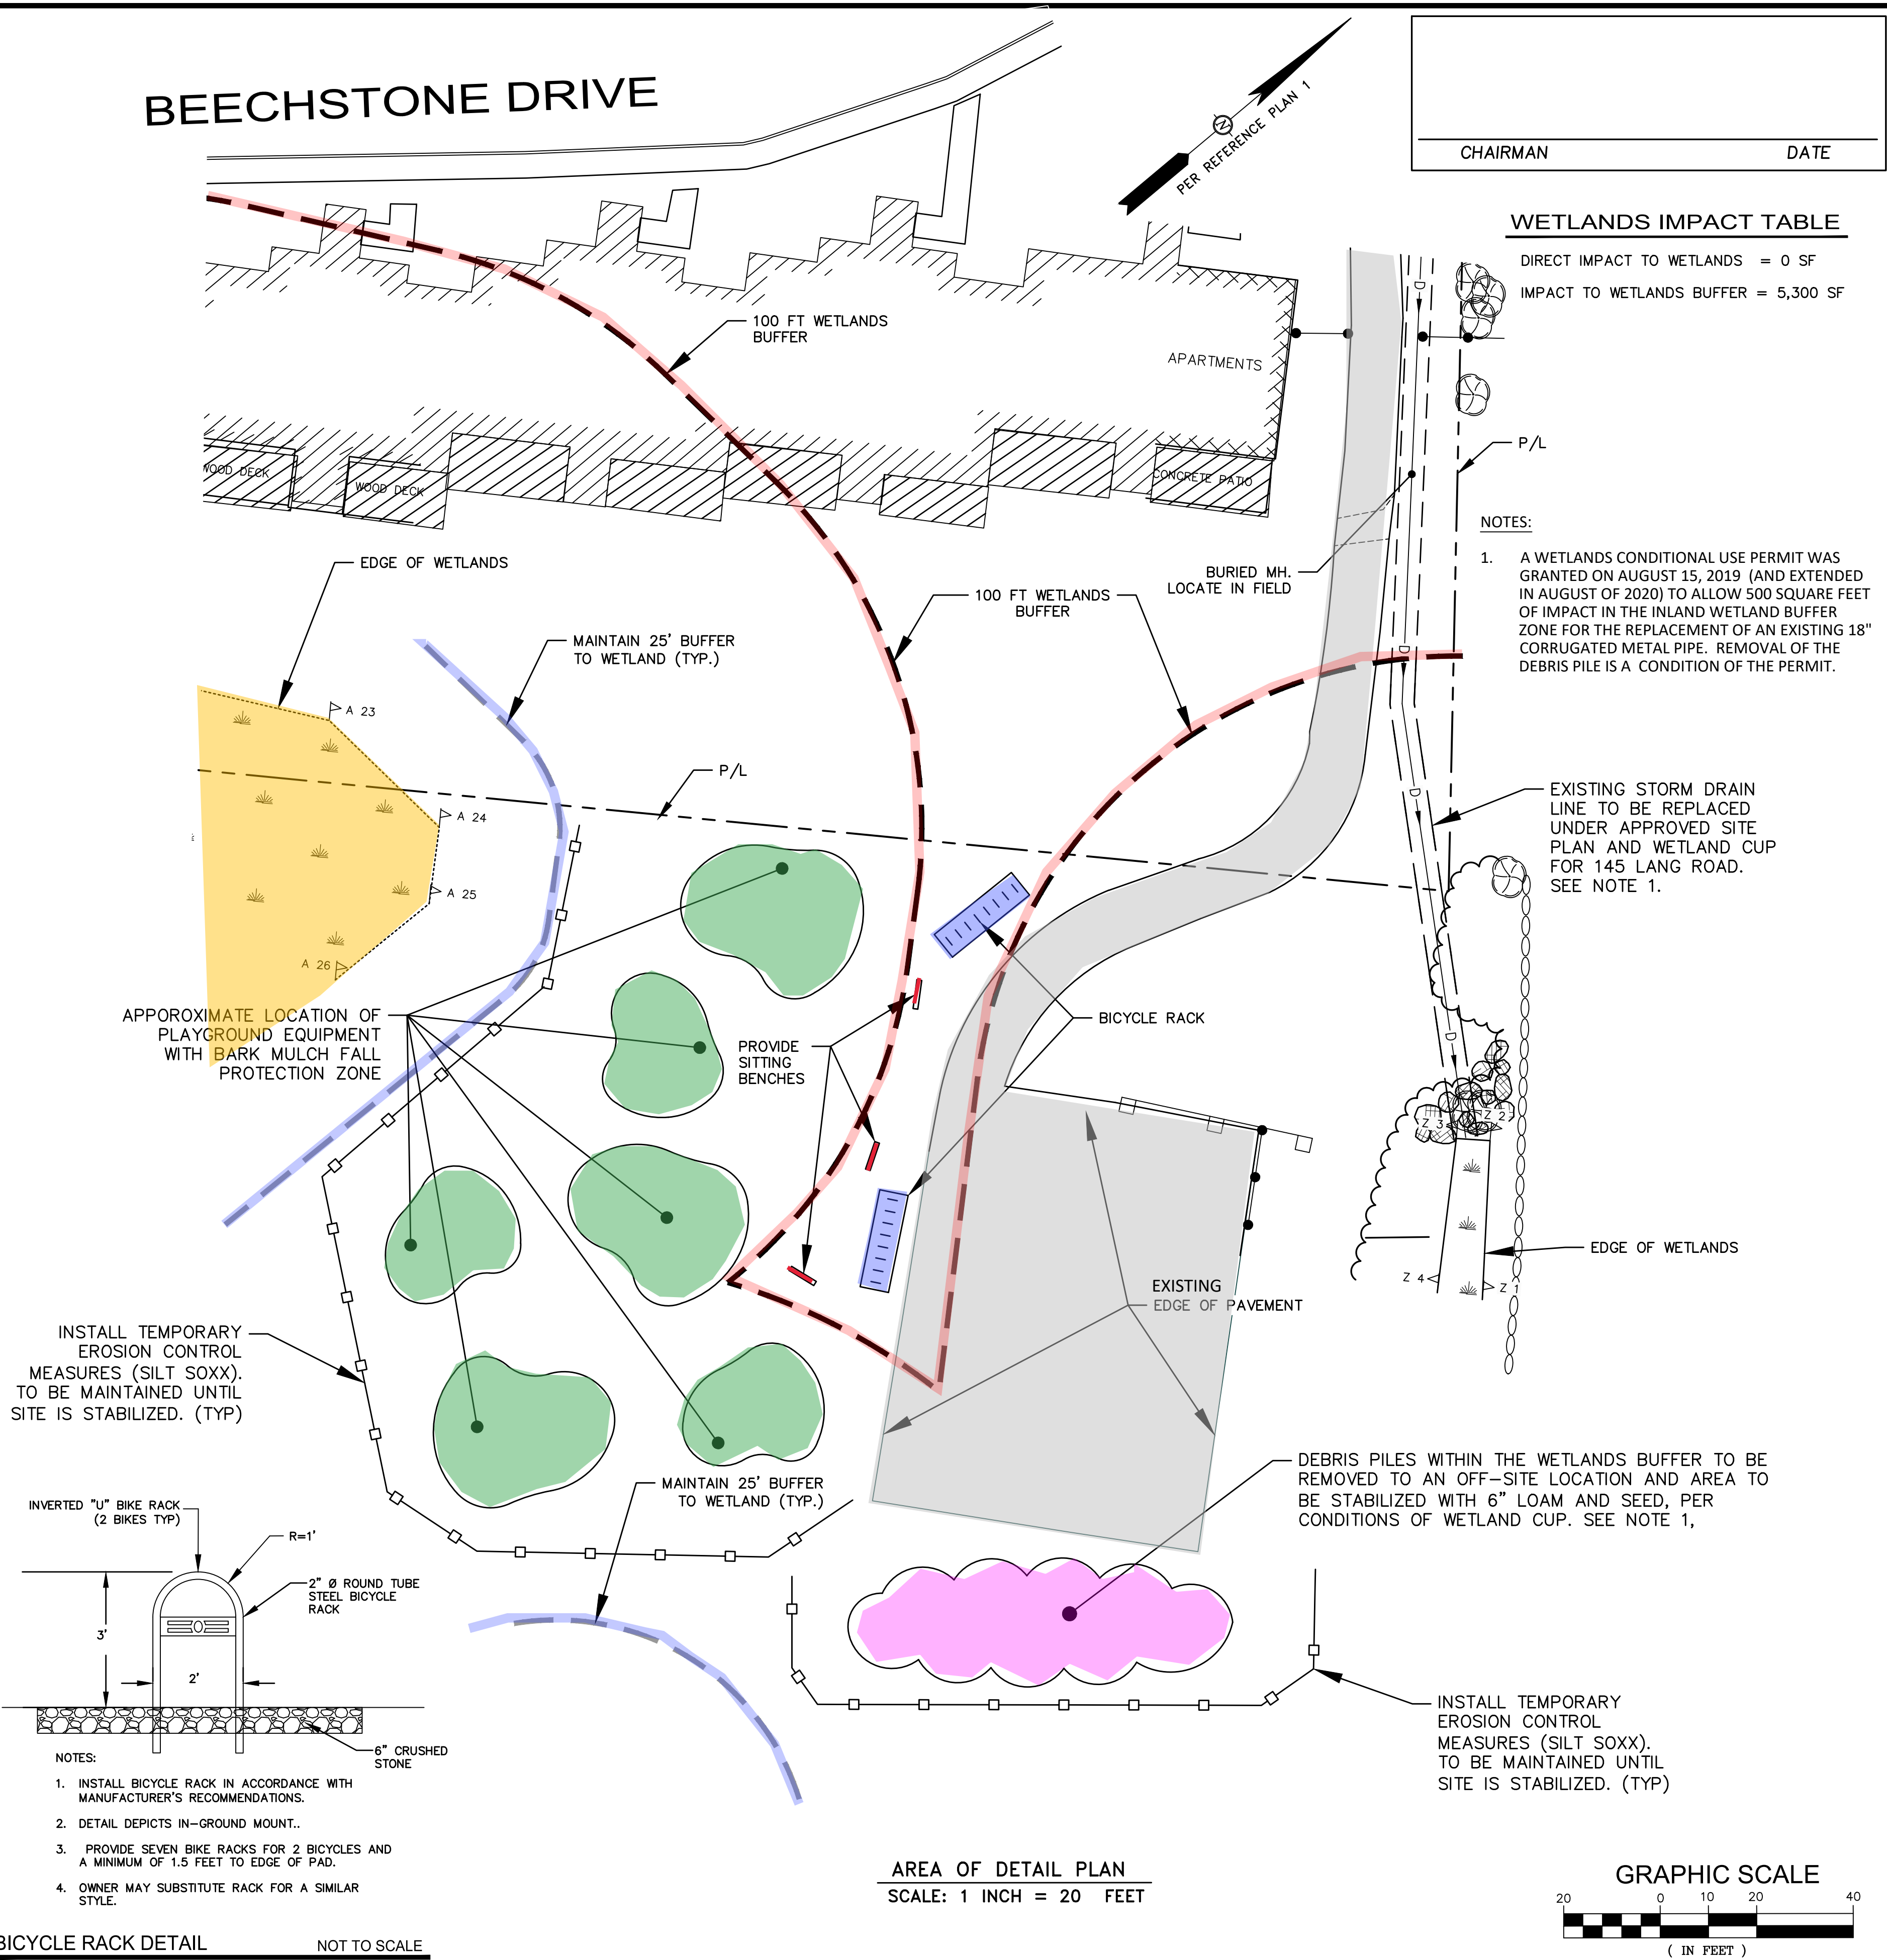 BEECHSTONE DRIVE
PER REFERENCE PLAN 1
N
CHAIRMAN DATE
WETLANDS IMPACT TABLE
DIRECT IMPACT TO WETLANDS = 0 SF
IMPACT TO WETLANDS BUFFER = 5,300 SF
100 FT WETLANDS
BUFFER
APARTMENTS
D
P/L
WOOD DECK
WOOD DECK
CONCRETE PATIO
NOTES:
1. A WETLANDS CONDITIONAL USE PERMIT WAS
GRANTED ON AUGUST 15, 2019 (AND EXTENDED
IN AUGUST OF 2020) TO ALLOW 500 SQUARE FEET
OF IMPACT IN THE INLAND WETLAND BUFFER
ZONE FOR THE REPLACEMENT OF AN EXISTING 18"
CORRUGATED METAL PIPE. REMOVAL OF THE
DEBRIS PILE IS A CONDITION OF THE PERMIT.
EDGE OF WETLANDS
BURIED MH.
LOCATE IN FIELD
100 FT WETLANDS
BUFFER
MAINTAIN 25' BUFFER
TO WETLAND (TYP.)
D
A 23
P/L
D
A 24
EXISTING STORM DRAIN
LINE TO BE REPLACED
UNDER APPROVED SITE
PLAN AND WETLAND CUP
FOR 145 LANG ROAD.
SEE NOTE 1.
A 25
A 26
APPOROXIMATE LOCATION OF
PLAYGROUND EQUIPMENT
WITH BARK MULCH FALL
PROTECTION ZONE
PROVIDE
SITTING
BENCHES
BICYCLE RACK
D
Z 2
Z 3
EDGE OF WETLANDS
Z 4
Z 1
EXISTING
EDGE OF PAVEMENT
INSTALL TEMPORARY
EROSION CONTROL
MEASURES (SILT SOXX).
TO BE MAINTAINED UNTIL
SITE IS STABILIZED. (TYP)
DEBRIS PILES WITHIN THE WETLANDS BUFFER TO BE
REMOVED TO AN OFF-SITE LOCATION AND AREA TO
BE STABILIZED WITH 6" LOAM AND SEED, PER
CONDITIONS OF WETLAND CUP. SEE NOTE 1,
MAINTAIN 25' BUFFER
TO WETLAND (TYP.)
INVERTED "U" BIKE RACK
(2 BIKES TYP)
R=1'
2" Ø ROUND TUBE
STEEL BICYCLE
RACK
3'
2'
6" CRUSHED
STONE
INSTALL TEMPORARY
EROSION CONTROL
MEASURES (SILT SOXX).
TO BE MAINTAINED UNTIL
SITE IS STABILIZED. (TYP)
NOTES:
1. INSTALL BICYCLE RACK IN ACCORDANCE WITH
MANUFACTURER'S RECOMMENDATIONS.
2. DETAIL DEPICTS IN-GROUND MOUNT..
3. PROVIDE SEVEN BIKE RACKS FOR 2 BICYCLES AND
A MINIMUM OF 1.5 FEET TO EDGE OF PAD.
4. OWNER MAY SUBSTITUTE RACK FOR A SIMILAR
STYLE.
BICYCLE RACK DETAIL NOT TO SCALE
AREA OF DETAIL PLAN
SCALE: 1 INCH = 20 FEET
GRAPHIC SCALE
20 0 10 20 40
( IN FEET )